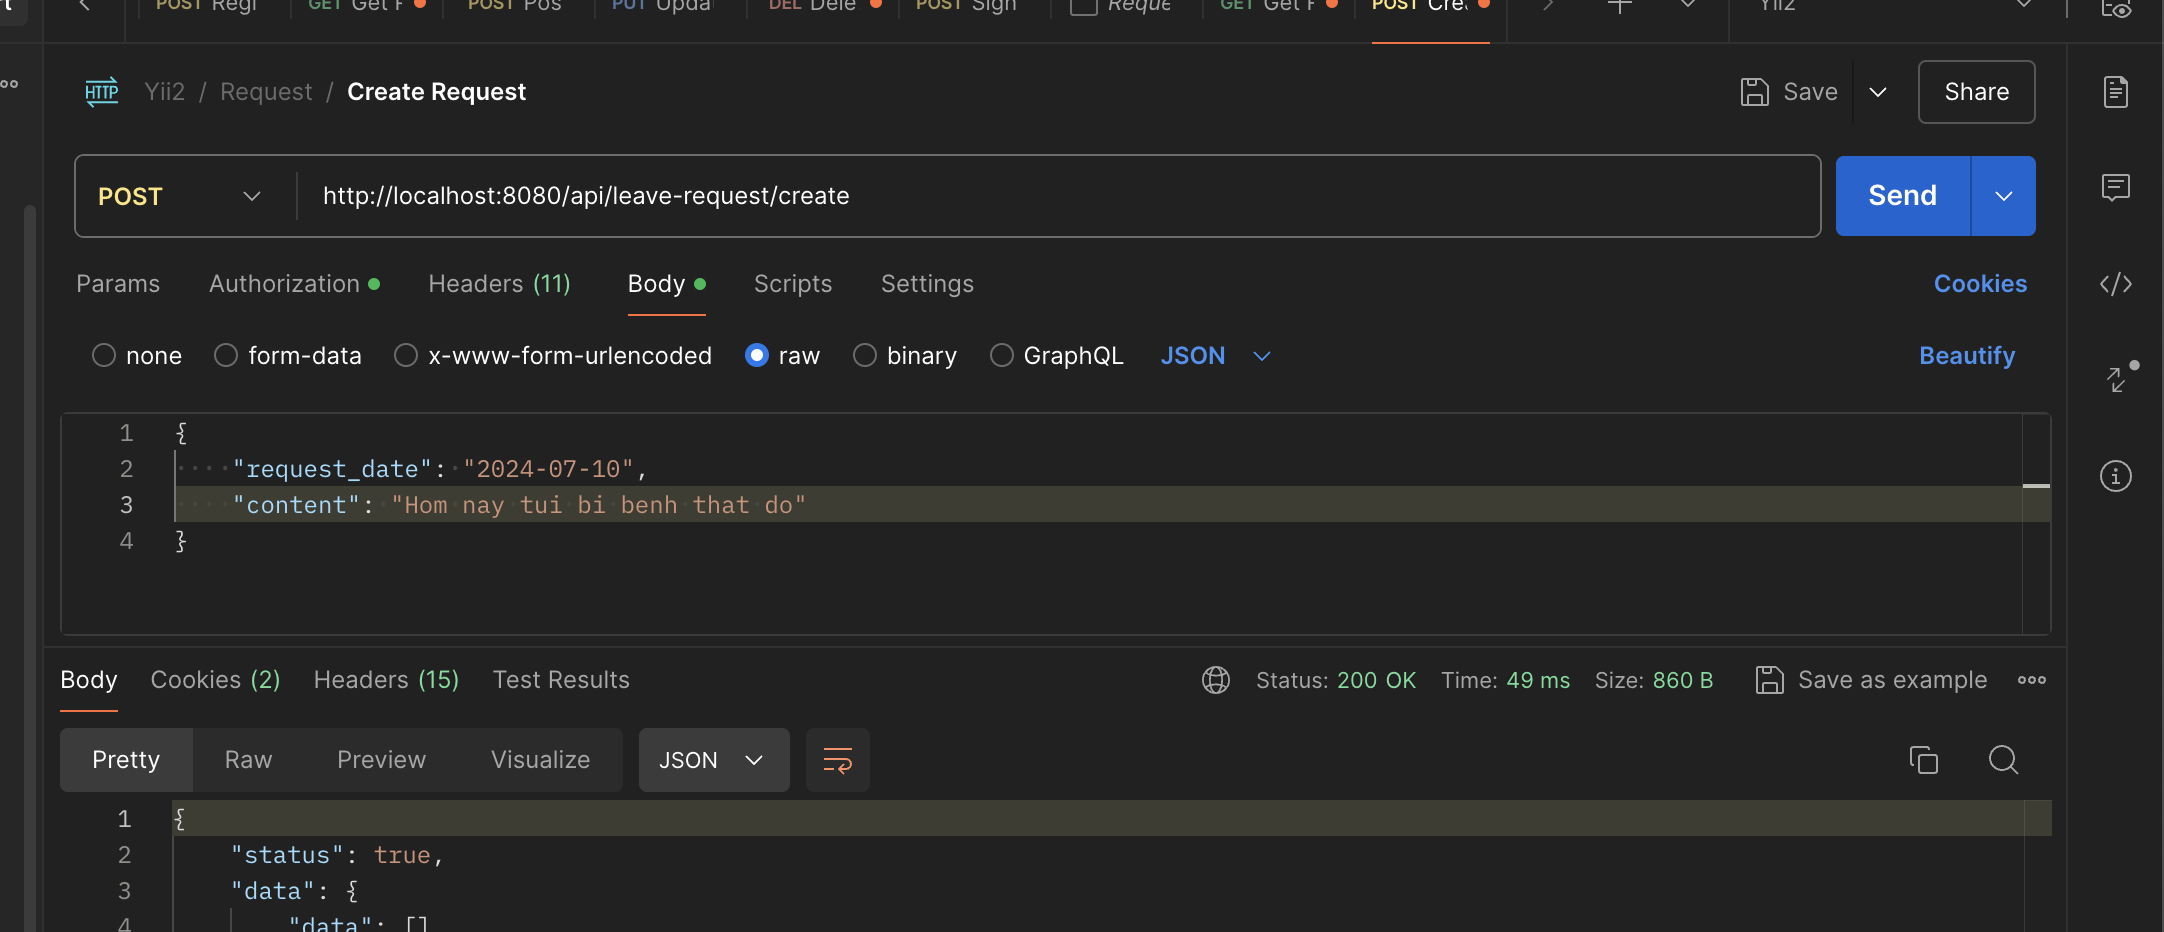 POST Regi GET Get F POST Pos PUT Upda DEL Dele POST Sign Reque GET Get F POST Cre Yii2
HTTP Yii2 / Request / Create Request Save Share
POST http://localhost:8080/api/leave-request/create Send
Params Authorization Headers (11) Body Scripts Settings Cookies
none form-data x-www-form-urlencoded raw binary GraphQL JSON Beautify
1 {
2 "request_date": "2024-07-10",
3 "content": "Hom nay tui bi benh that do"
4 }
Body Cookies (2) Headers (15) Test Results Status: 200 OK Time: 49 ms Size: 860 B Save as example
Pretty Raw Preview Visualize JSON
1 {
2 "status": true,
3 "data": {
4 "data": []